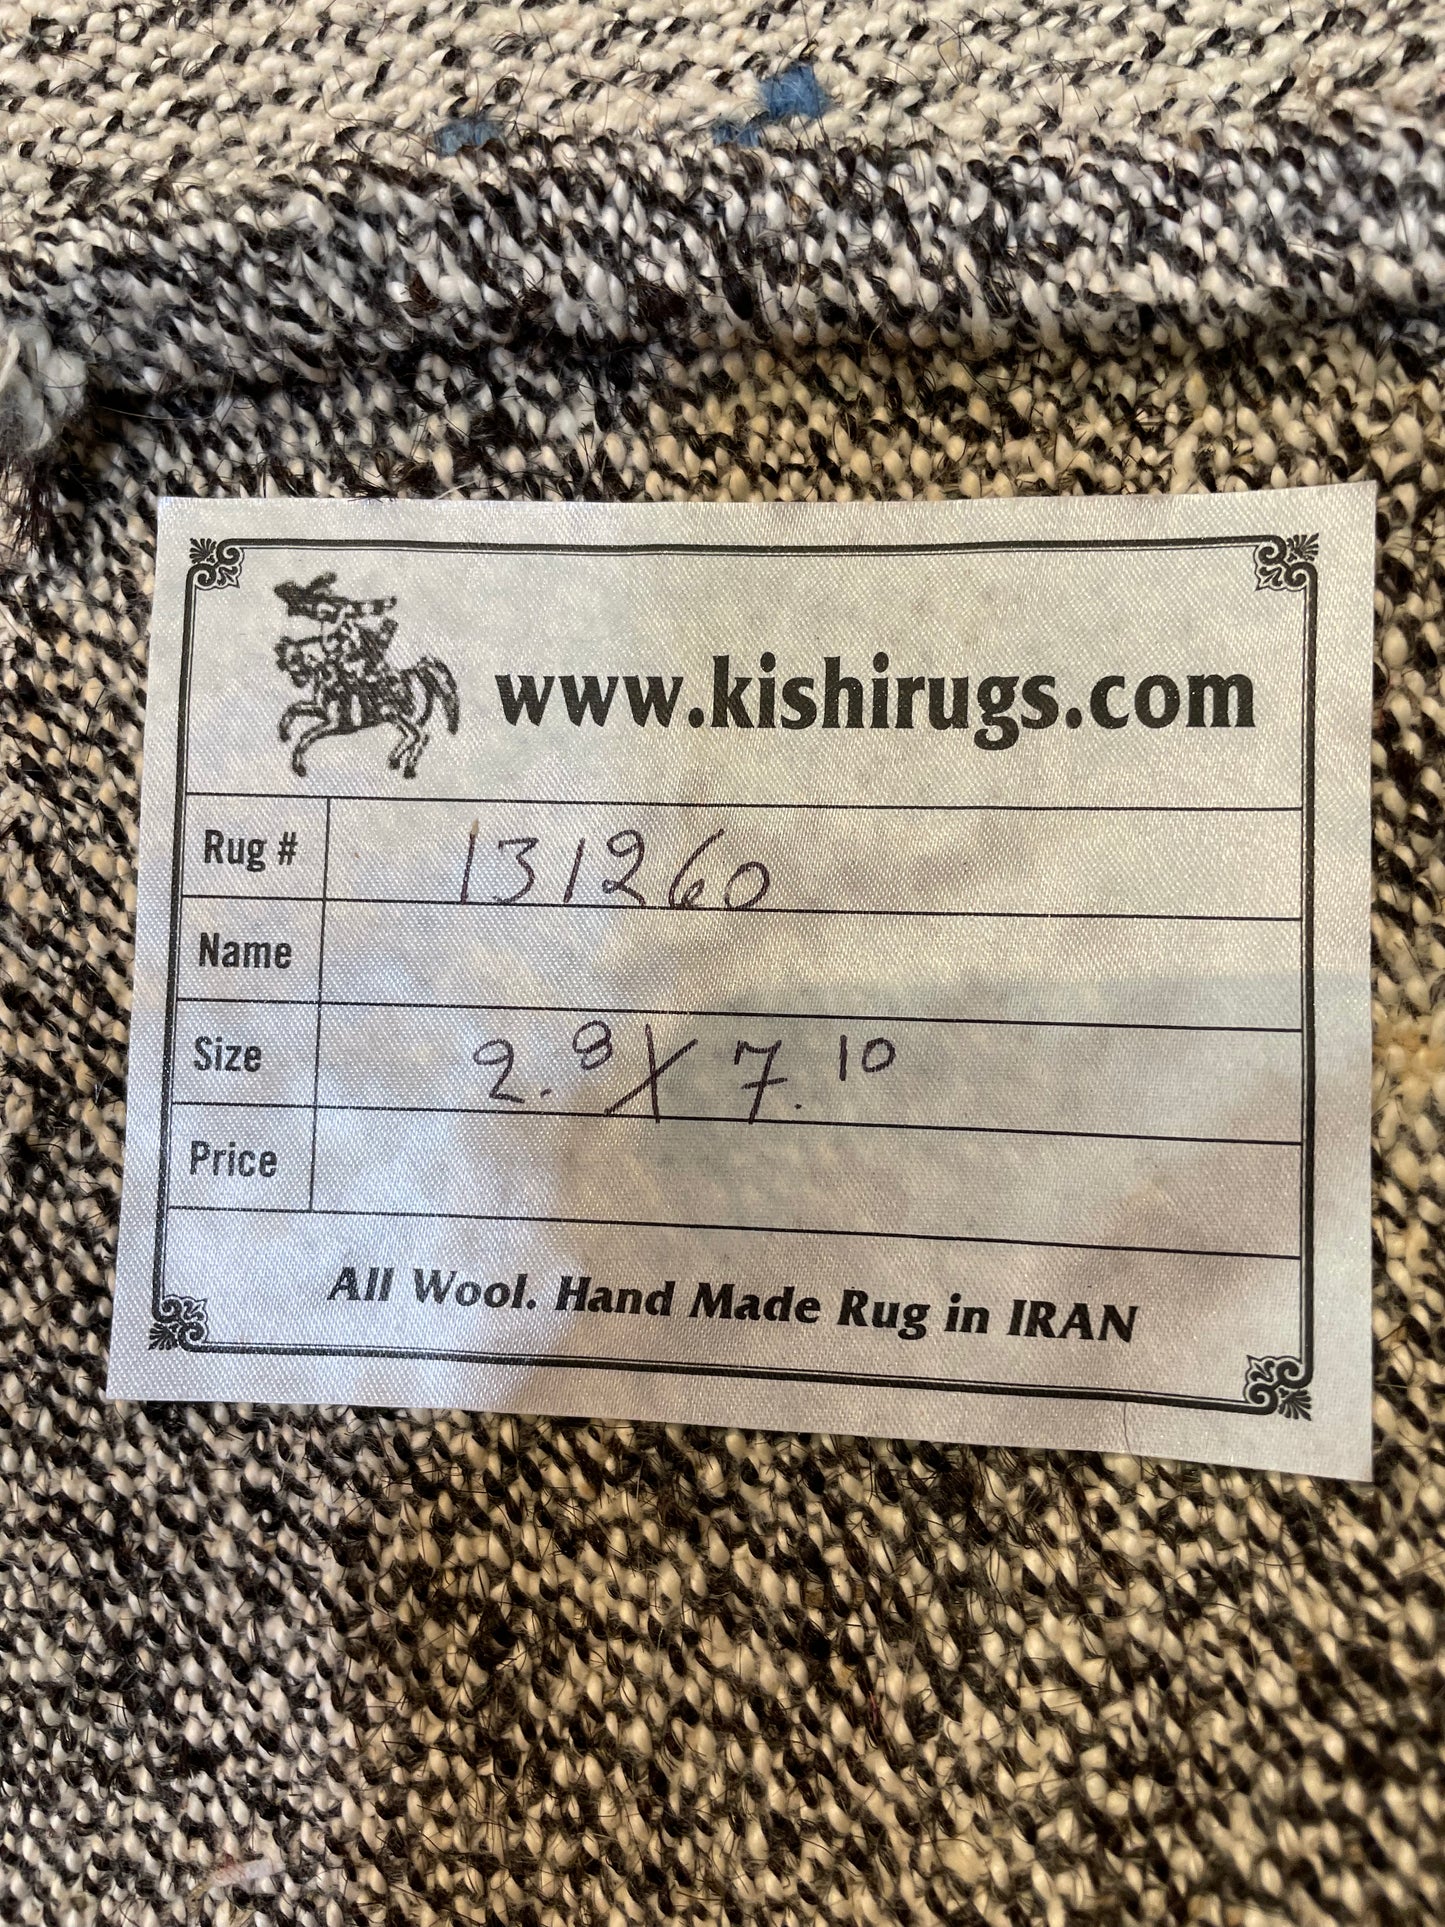 www.kishirugs.com
Rug # 131260
Name
Size 2.8 X 7.10
Price
All Wool. Hand Made Rug in IRAN